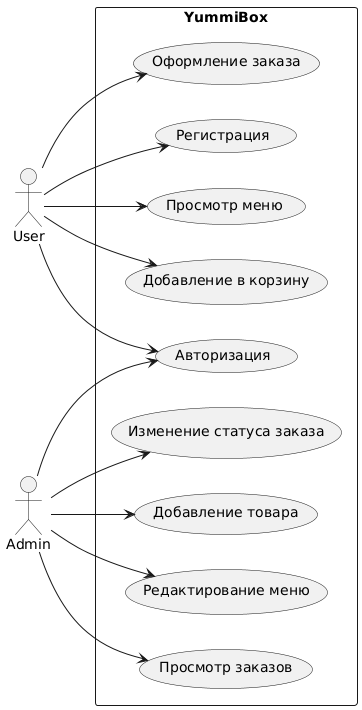 YummiBox
Оформление заказа
Регистрация
Просмотр меню
User
Добавление в корзину
Авторизация
Изменение статуса заказа
Добавление товара
Admin
Редактирование меню
Просмотр заказов